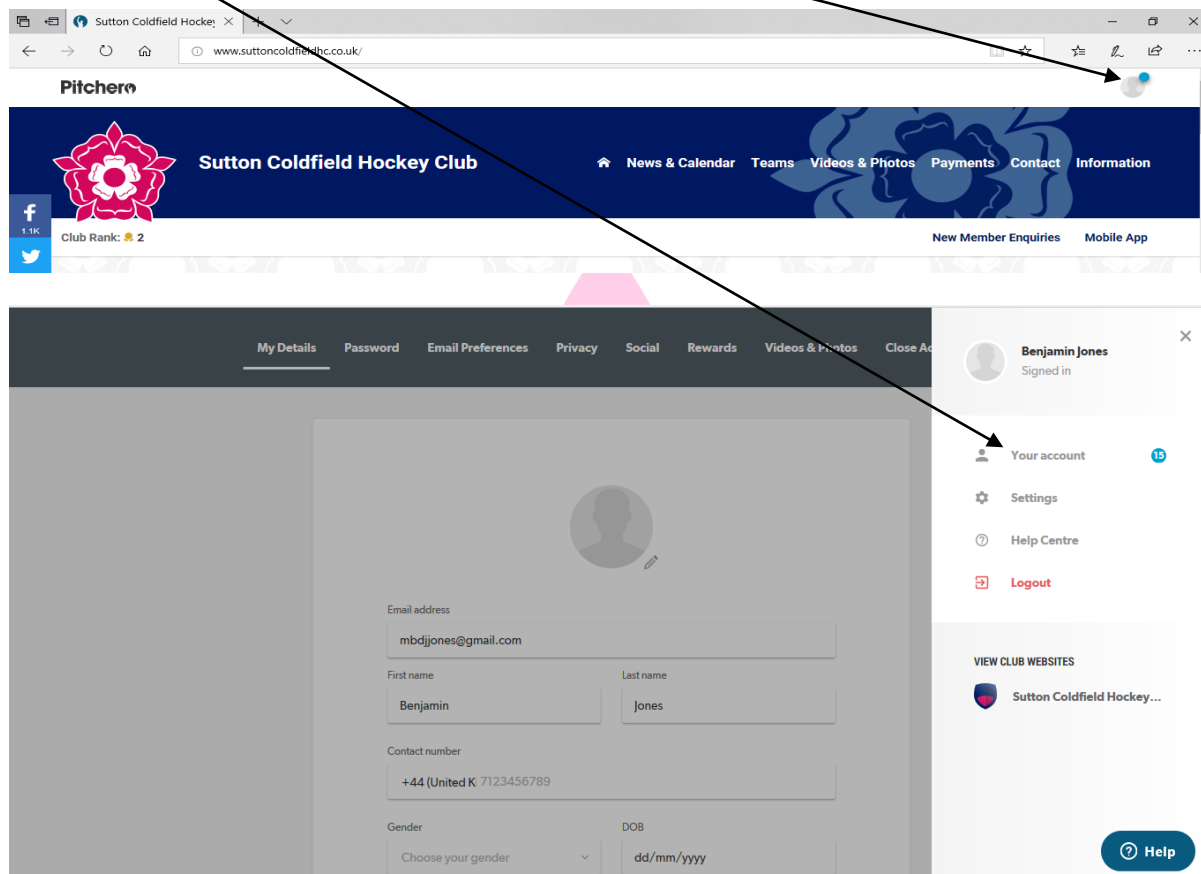 Sutton Coldfield Hockey
www.suttoncoldfieldhc.co.uk/
Pitchero
Sutton Coldfield Hockey Club
News & Calendar Teams Videos & Photos Payments Contact Information
f
1.1K
Club Rank: 2
New Member Enquiries Mobile App
My Details Password Email Preferences Privacy Social Rewards Videos & Photos Close Ac
Benjamin Jones
Signed in
Your account 15
Settings
Help Centre
Logout
VIEW CLUB WEBSITES
Sutton Coldfield Hockey...
Email address
mbdjjones@gmail.com
First name Last name
Benjamin Jones
Contact number
+44 (United K 7123456789
Gender DOB
Choose your gender dd/mm/yyyy
Help